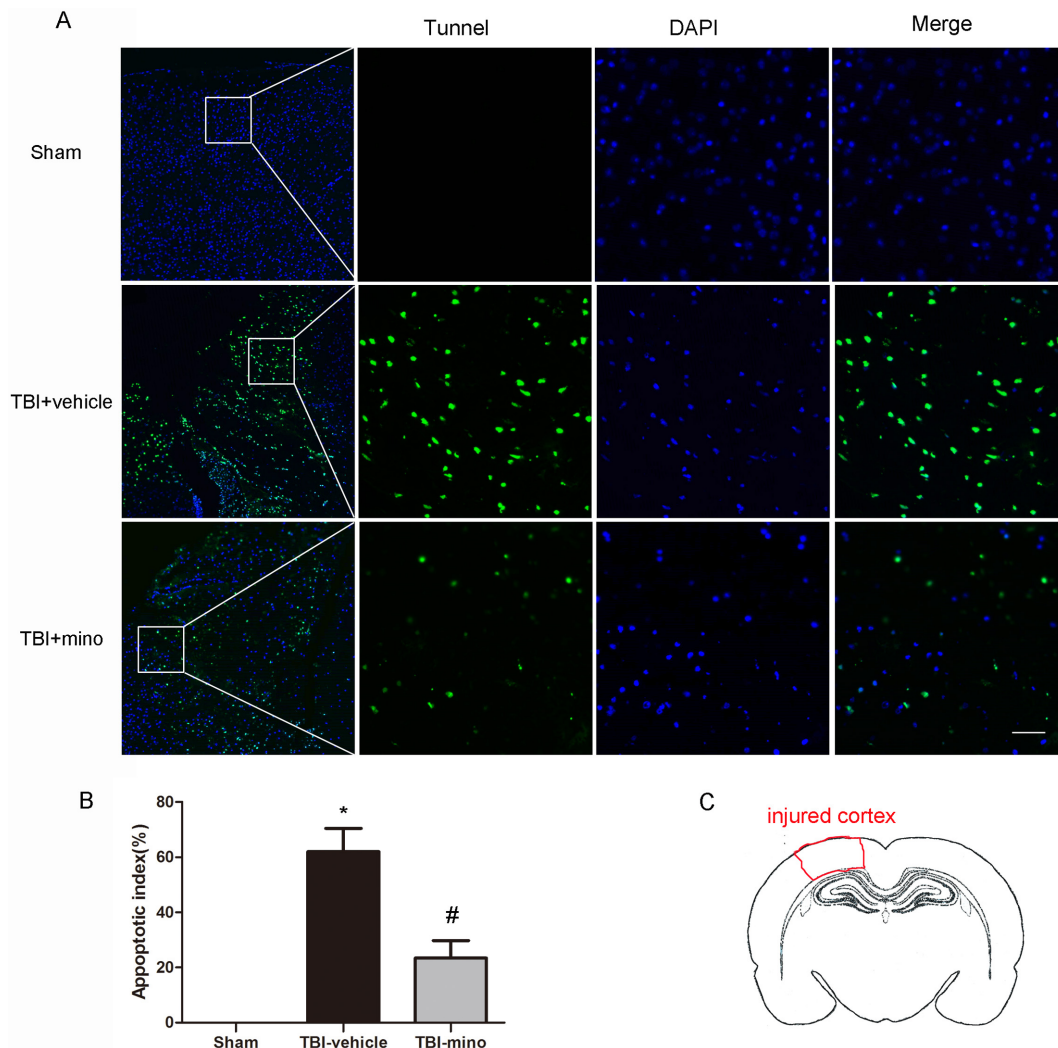 A
Tunnel DAPI Merge
Sham
TBI+vehicle
TBI+mino
B
Appoptotic index(%)
80
60
40
20
0
*
#
Sham TBI-vehicle TBI-mino
C
injured cortex